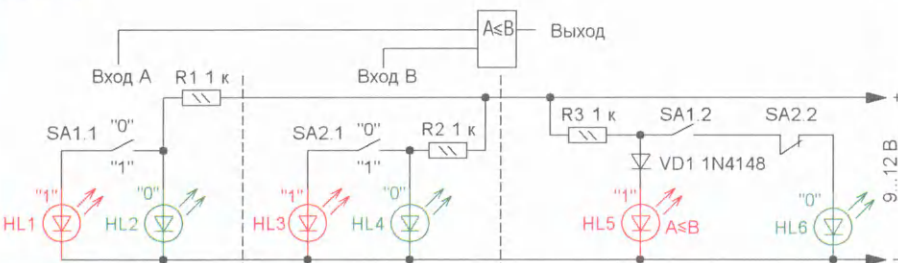 A≤B
Выход
Вход A
Вход B
R1 1 к
SA1.1
"0"
"1"
SA2.1
"0"
"1"
R2 1 к
R3 1 к
SA1.2
SA2.2
VD1 1N4148
+
9...12 В
–
"1"
HL1
"0"
HL2
"1"
HL3
"0"
HL4
"1"
HL5
A≤B
"0"
HL6